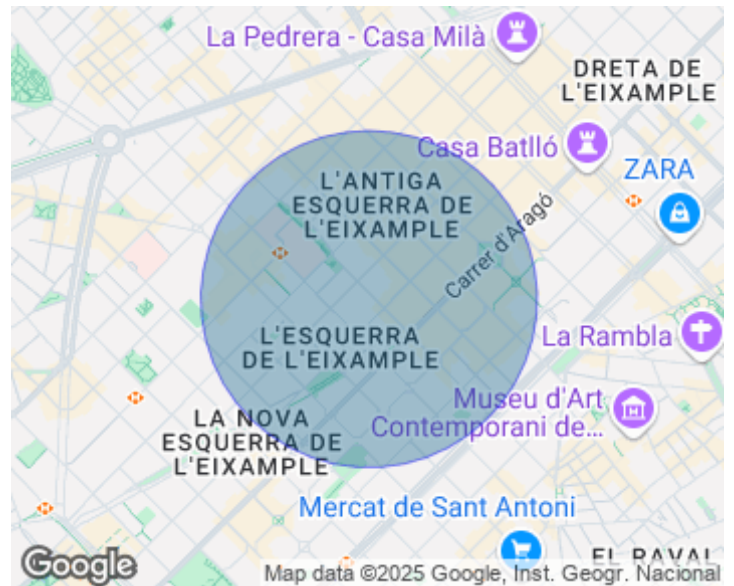 La Pedrera - Casa Milà
DRETA DE
L'EIXAMPLE
Casa Batlló
L'ANTIGA
ESQUERRA DE
L'EIXAMPLE
ZARA
Carrer d'Aragó
L'ESQUERRA
DE L'EIXAMPLE
La Rambla
Museu d'Art
Contemporani de...
LA NOVA
ESQUERRA DE
L'EIXAMPLE
Mercat de Sant Antoni
EL RAVAL
Google
Map data ©2025 Google, Inst. Geogr. Nacional